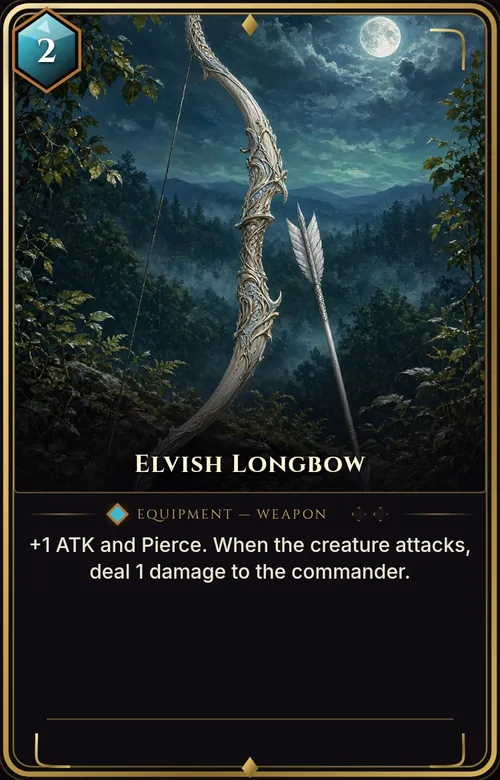 2
ELVISH LONGBOW
EQUIPMENT — WEAPON
+1 ATK and Pierce. When the creature attacks,
deal 1 damage to the commander.